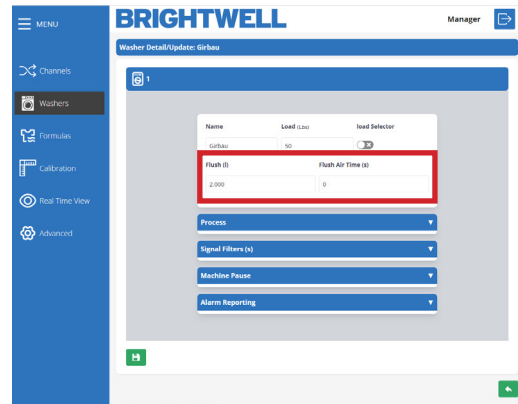 MENU
BRIGHTWELL
Manager
Washer Detail/Update: Girbau
Channels
1
Washers
Name
Load (Lbs)
load Selector
Girbau
50
Formulas
Flush (l)
Flush Air Time (s)
Calibration
2.000
0
Real Time View
Process
Advanced
Signal Filters (s)
Machine Pause
Alarm Reporting